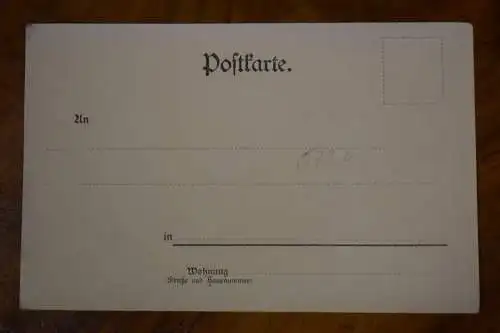 Postkarte.
An
in
Wohnung
(Straße und Hausnummer)